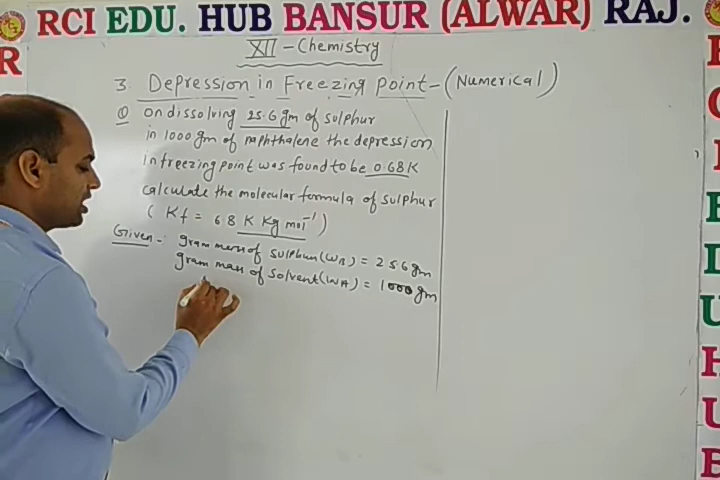 RCI EDU. HUB BANSUR (ALWAR) RAJ.
XII - Chemistry
3. Depression in Freezing point - (Numerical)
Q on dissolving 25.6 gm of sulphur
in 1000 gm of naphthalene the depression
in freezing point was found to be 0.68 K
calculate the molecular formula of sulphur
( Kf = 6.8 K Kg mol⁻¹ )
Given -: gram mass of sulphur (WB) = 25.6 gm
gram mass of solvent (WA) = 1000 gm
R
R
C
I
E
D
U
H
U
B